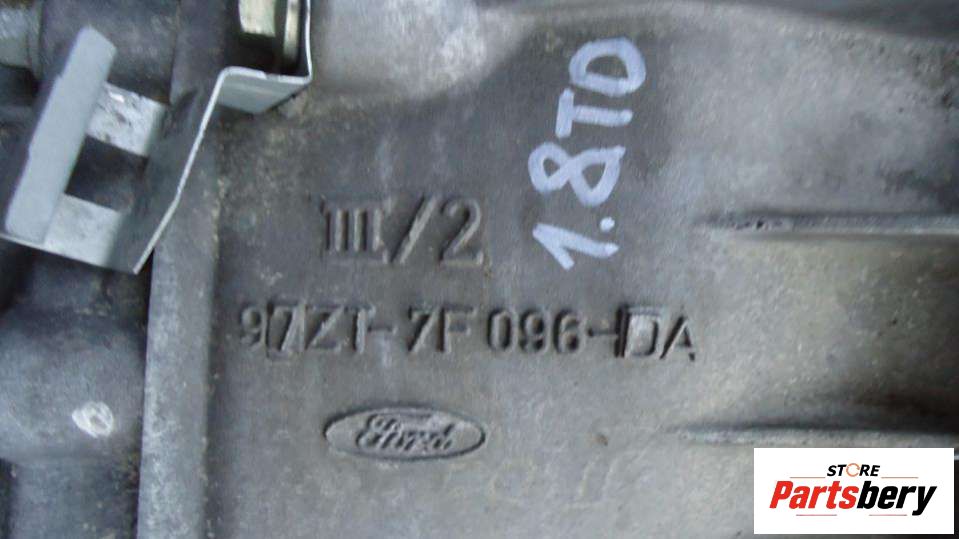 1.8TD
III/2
97ZT-7F096-DA
Ford
STORE
Partsbery